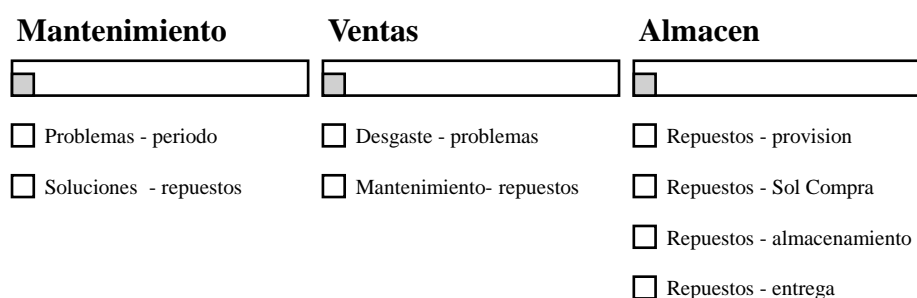 Mantenimiento
Problemas - periodo
Soluciones - repuestos
Ventas
Desgaste - problemas
Mantenimiento- repuestos
Almacen
Repuestos - provision
Repuestos - Sol Compra
Repuestos - almacenamiento
Repuestos - entrega